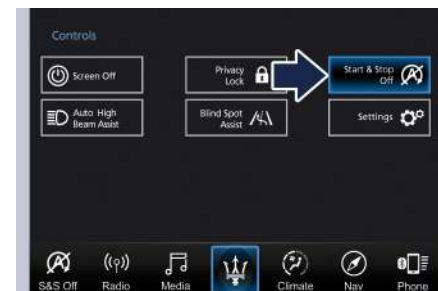 Controls
Screen Off
Privacy
Lock
Start & Stop
Off
Auto High
Beam Assist
Blind Spot
Assist
Settings
S&S Off Radio Media Climate Nav Phone